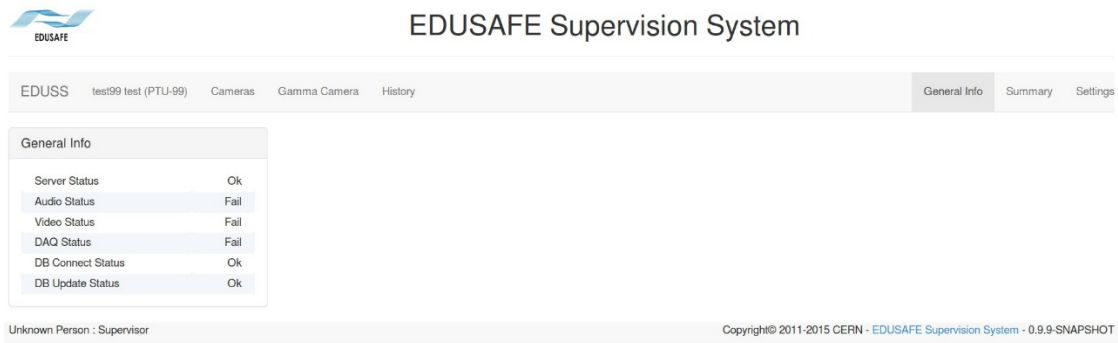 EDUSAFE
EDUSAFE Supervision System
EDUSS test99 test (PTU-99) Cameras Gamma Camera History General Info Summary Settings
General Info
Server Status Ok
Audio Status Fail
Video Status Fail
DAQ Status Fail
DB Connect Status Ok
DB Update Status Ok
Unknown Person : Supervisor Copyright© 2011-2015 CERN - EDUSAFE Supervision System - 0.9.9-SNAPSHOT